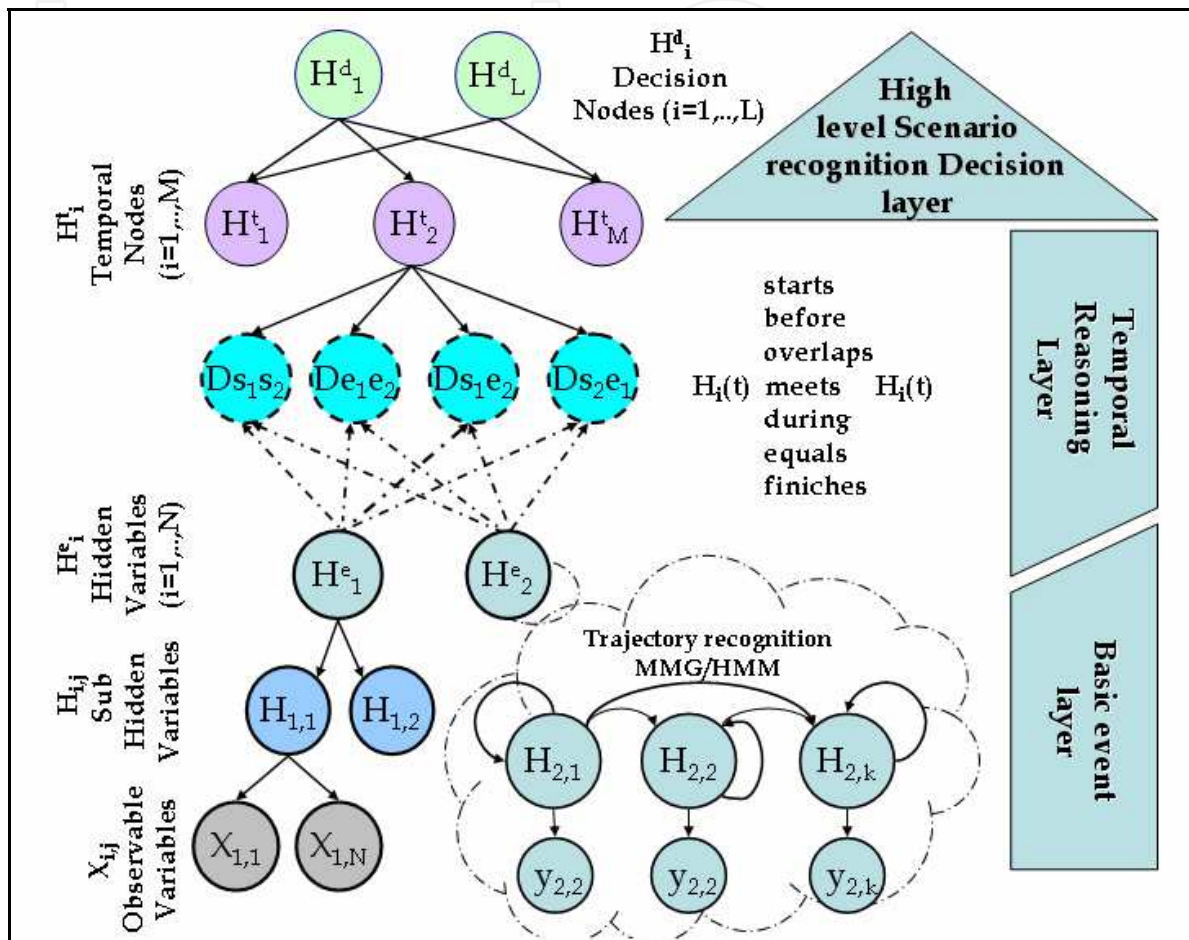 H^d_1
H^d_L
H^d_i
Decision
Nodes (i=1,..,L)
High
level Scenario
recognition Decision
layer
H^t_i
Temporal
Nodes
(i=1,..,M)
H^t_1
H^t_2
H^t_M
Ds_1s_2
De_1e_2
Ds_1e_2
Ds_2e_1
starts
before
overlaps
H_i(t) meets H_i(t)
during
equals
finiches
Temporal
Reasoning
Layer
H^e_i
Hidden
Variables
(i=1,..,N)
H^e_1
H^e_2
Trajectory recognition
MMG/HMM
H_i,j
Sub
Hidden
Variables
H_1,1
H_1,2
H_2,1
H_2,2
H_2,k
Basic event
layer
X_i,j
Observable
Variables
X_1,1
X_1,N
y_2,2
y_2,2
y_2,k